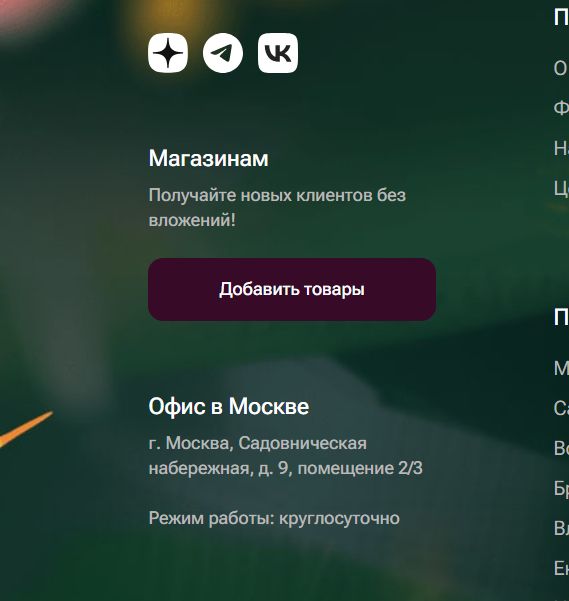 Магазинам
Получайте новых клиентов без
вложений!
Добавить товары
Офис в Москве
г. Москва, Садовническая
набережная, д. 9, помещение 2/3
Режим работы: круглосуточно